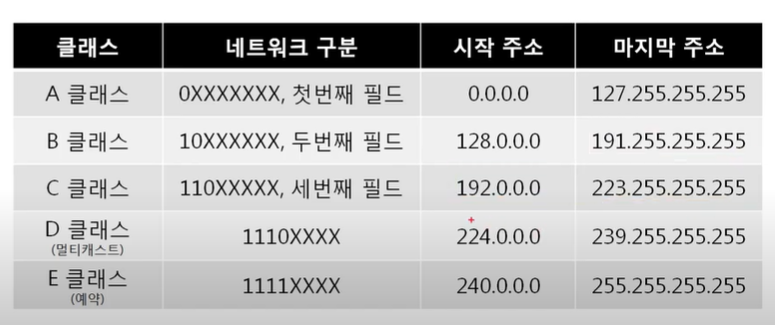 클래스 네트워크 구분 시작 주소 마지막 주소
A 클래스 0XXXXXXX, 첫번째 필드 0.0.0.0 127.255.255.255
B 클래스 10XXXXXX, 두번째 필드 128.0.0.0 191.255.255.255
C 클래스 110XXXXX, 세번째 필드 192.0.0.0 223.255.255.255
D 클래스 1110XXXX 224.0.0.0 239.255.255.255
(멀티캐스트)
E 클래스 1111XXXX 240.0.0.0 255.255.255.255
(예약)